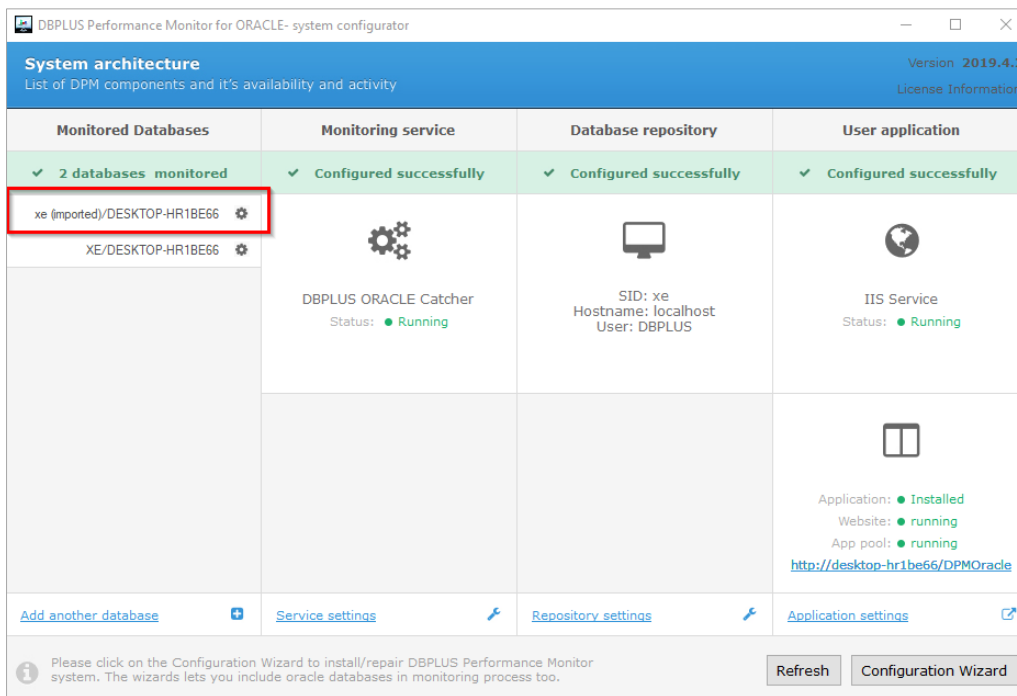 DBPLUS Performance Monitor for ORACLE- system configurator
System architecture
List of DPM components and it's availability and activity
Version 2019.4.
License Information
Monitored Databases
2 databases monitored
xe (imported)/DESKTOP-HR1BE66
XE/DESKTOP-HR1BE66
Add another database
Monitoring service
Configured successfully
DBPLUS ORACLE Catcher
Status: Running
Service settings
Database repository
Configured successfully
SID: xe
Hostname: localhost
User: DBPLUS
Repository settings
User application
Configured successfully
IIS Service
Status: Running
Application: Installed
Website: running
App pool: running
http://desktop-hr1be66/DPMOracle
Application settings
Please click on the Configuration Wizard to install/repair DBPLUS Performance Monitor
system. The wizards lets you include oracle databases in monitoring process too.
Refresh
Configuration Wizard